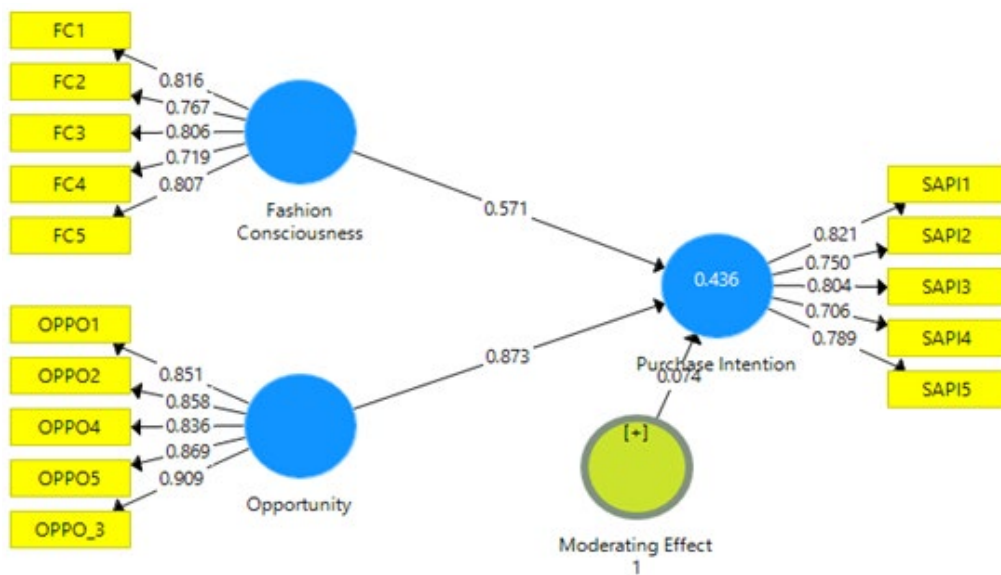 FC1
0.816
FC2
0.767
FC3
0.806
FC4
0.719
FC5
0.807
Fashion
Consciousness
0.571
SAPI1
0.821
SAPI2
0.750
SAPI3
0.804
SAPI4
0.706
SAPI5
0.789
0.436
Purchase Intention
OPPO1
0.851
OPPO2
0.858
OPPO4
0.836
OPPO5
0.869
OPPO_3
0.909
Opportunity
0.873
0.074
[+]
Moderating Effect
1